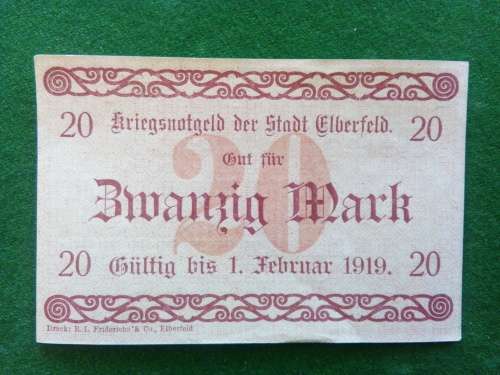 20 Kriegsnotgeld der Stadt Elberfeld. 20
Gut für
20
Zwanzig Mark
20 Gültig bis 1. Februar 1919. 20
Druck: B. L. Friderichs & Co., Elberfeld